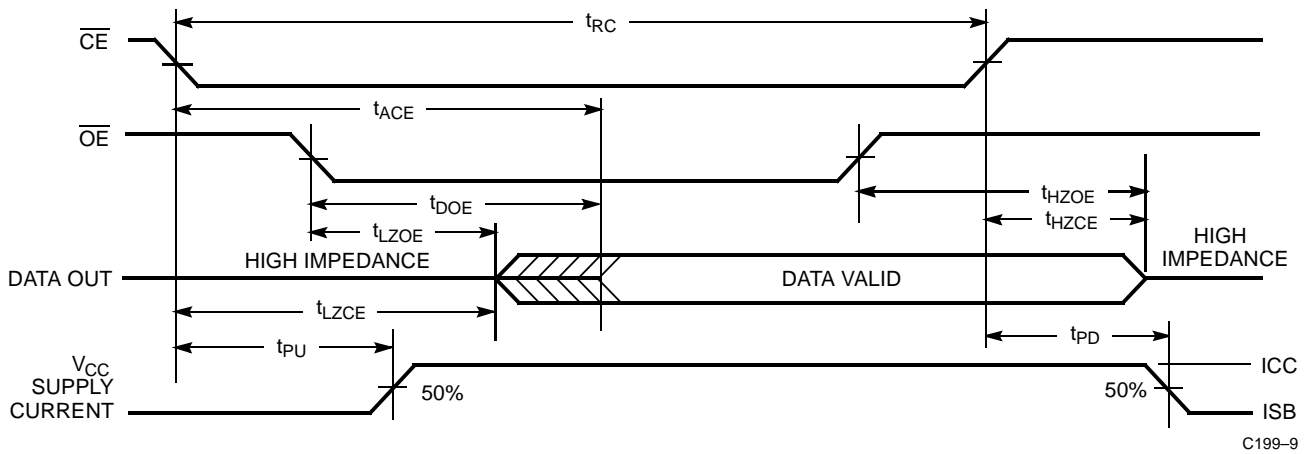 tRC
CE
tACE
OE
tHZOE
tDOE
tHZCE
tLZOE
HIGH
IMPEDANCE
HIGH IMPEDANCE
DATA OUT
DATA VALID
tLZCE
tPU
tPD
VCC
SUPPLY
CURRENT
50%
50%
ICC
ISB
C199–9